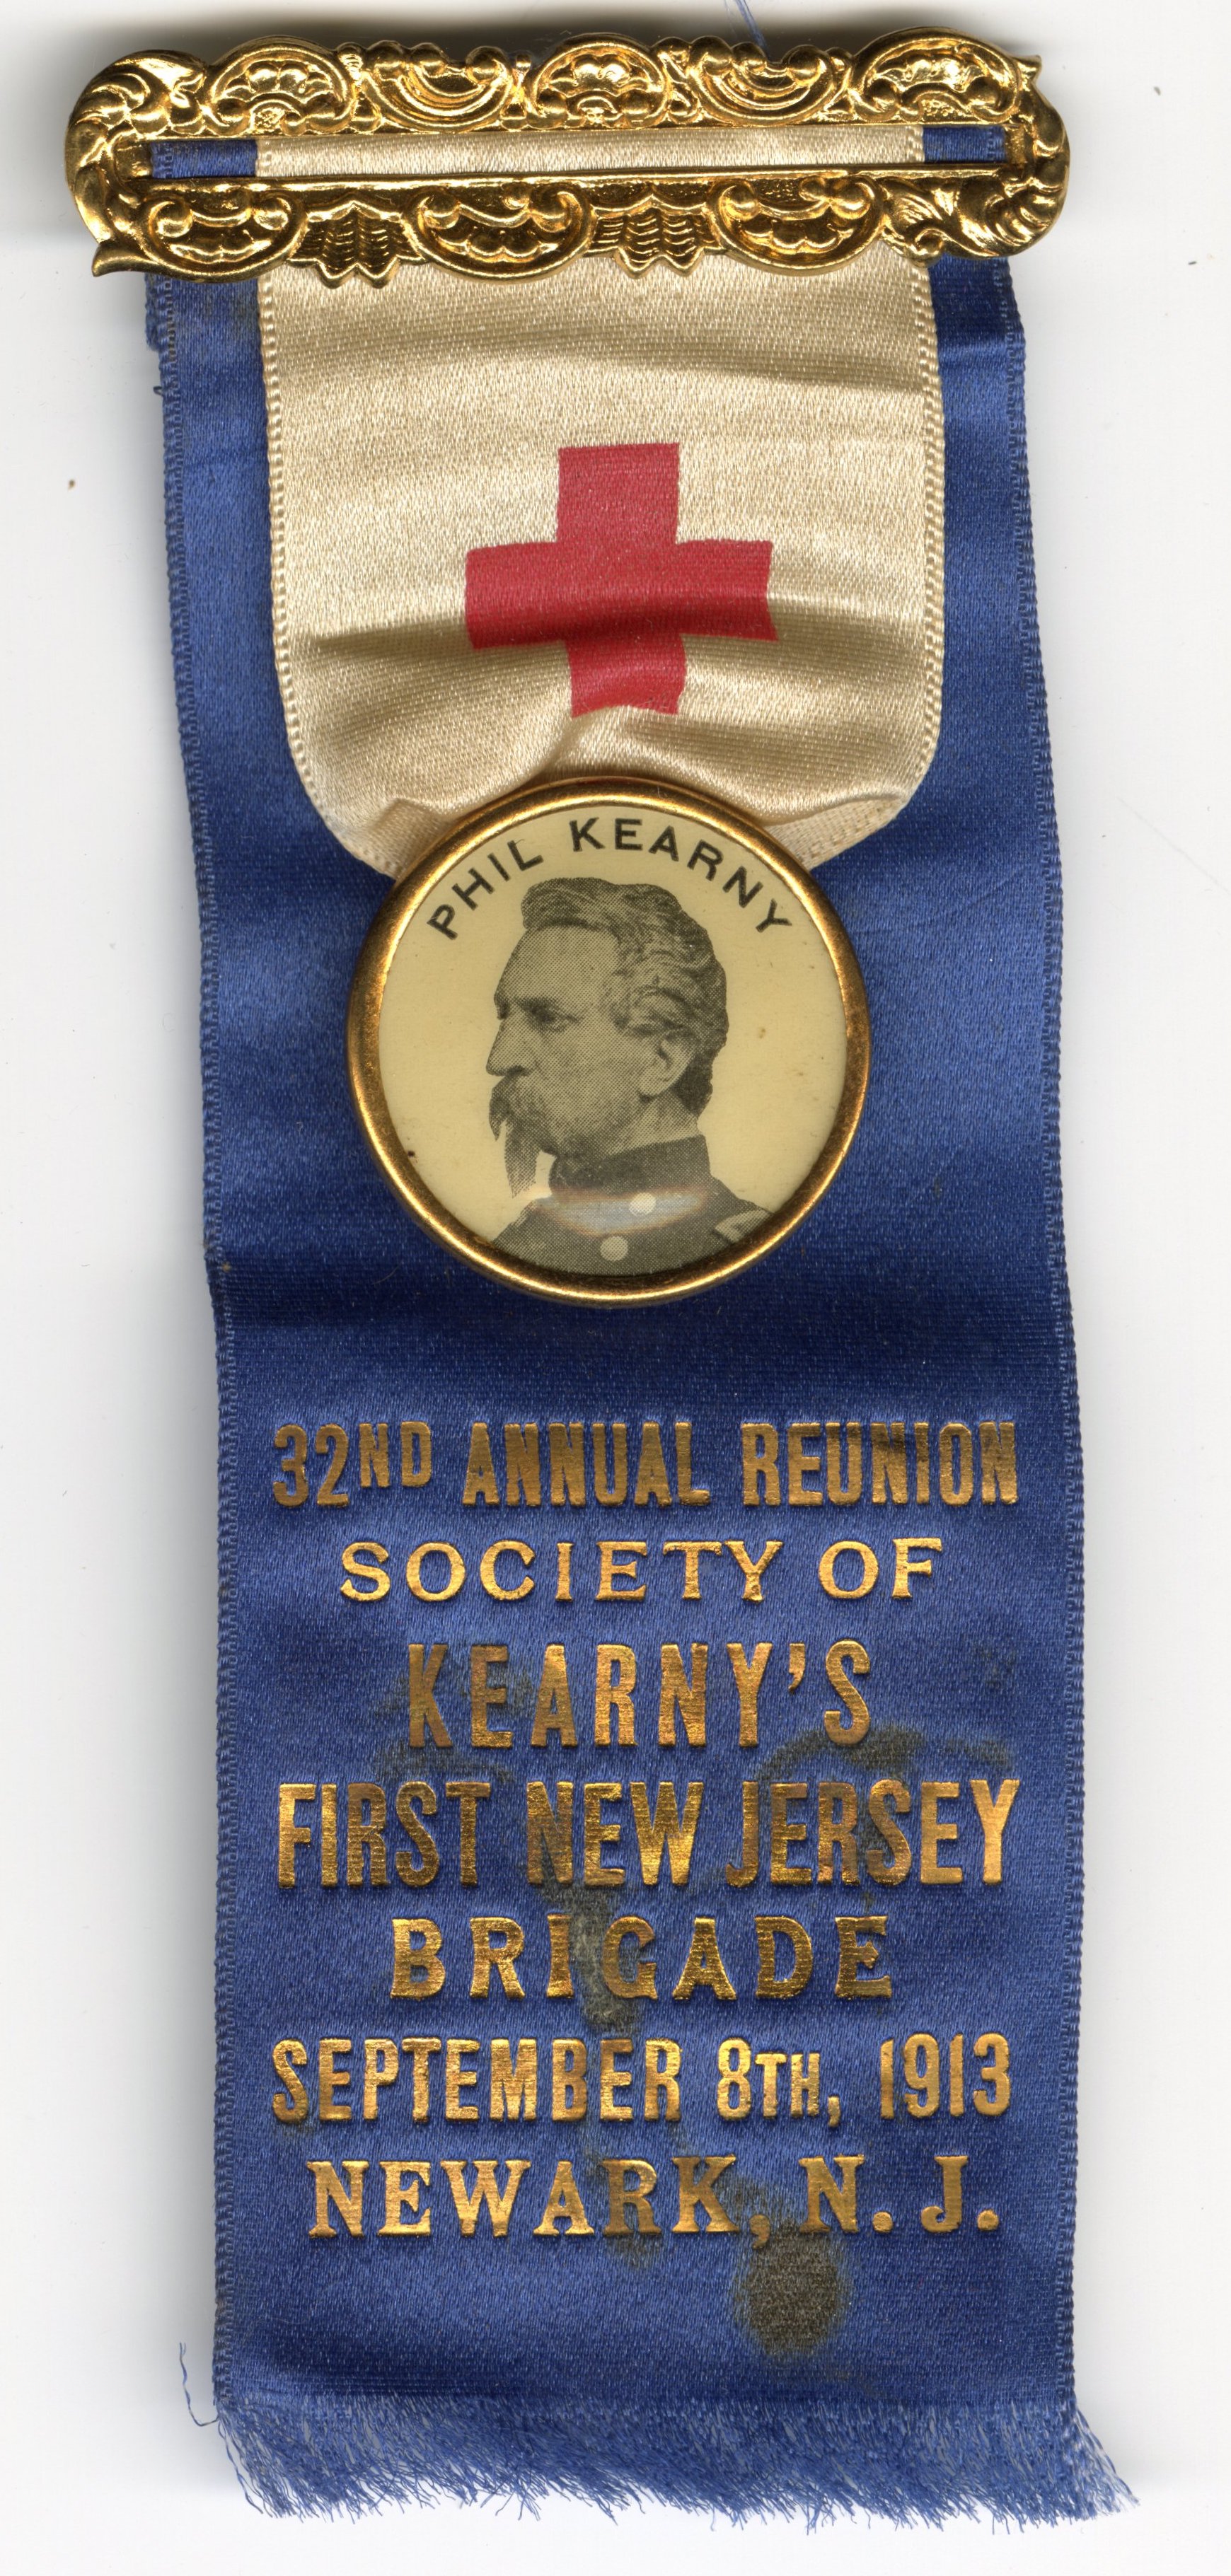 PHIL KEARNY
32ND ANNUAL REUNION
SOCIETY OF
KEARNY'S
FIRST NEW JERSEY
BRIGADE
SEPTEMBER 8TH, 1913
NEWARK, N. J.